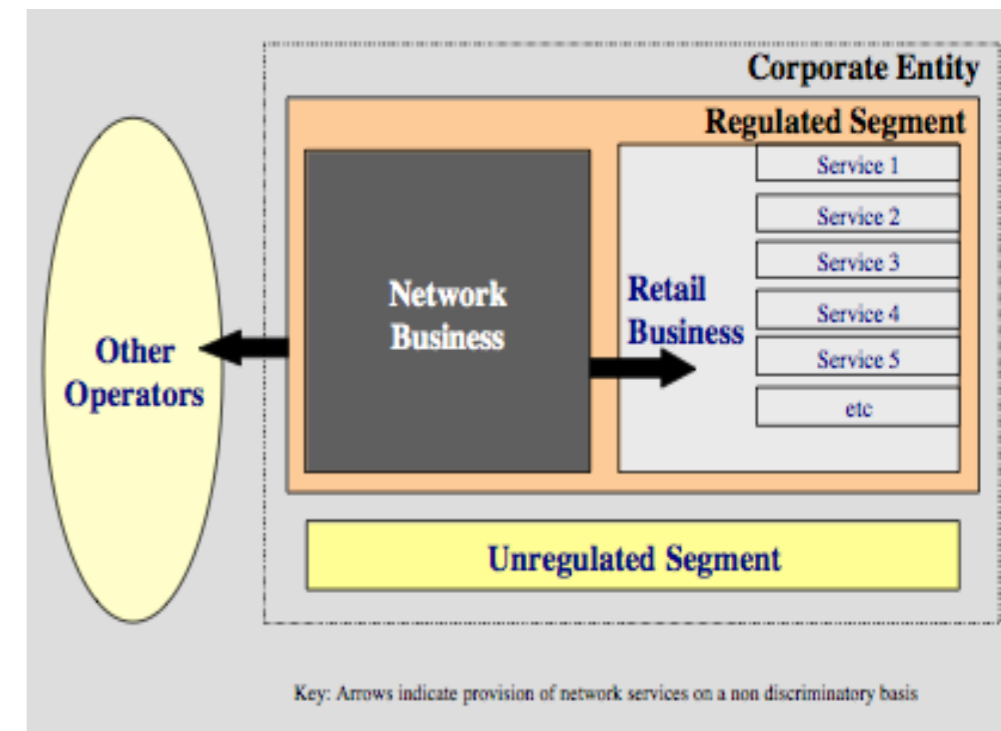 Corporate Entity
Regulated Segment
Service 1
Service 2
Service 3
Service 4
Service 5
etc
Network
Business
Retail
Business
Other
Operators
Unregulated Segment
Key: Arrows indicate provision of network services on a non discriminatory basis